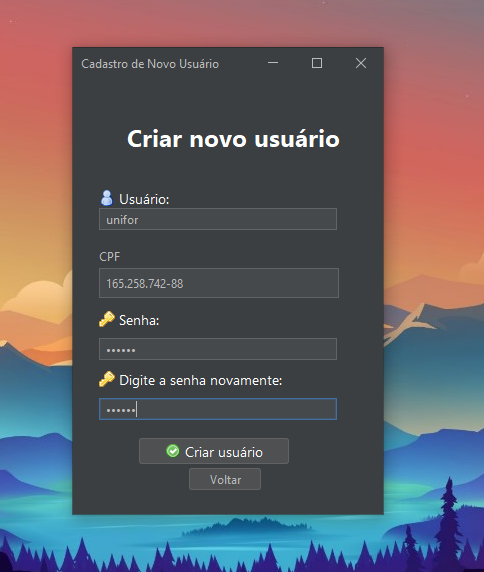 Cadastro de Novo Usuário
Criar novo usuário
Usuário:
unifor
CPF
165.258.742-88
Senha:
••••••
Digite a senha novamente:
••••••
Criar usuário
Voltar